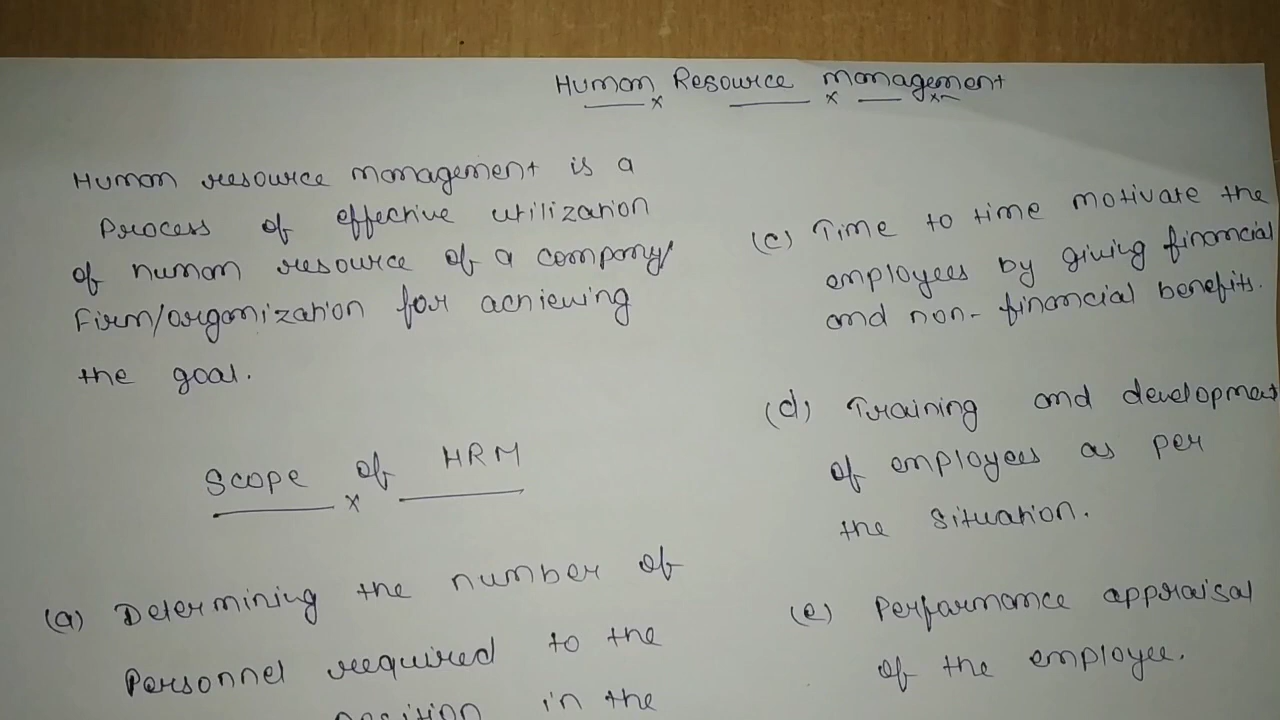 Human Resource management
Human resource management is a
Process of effective utilization
of human resource of a company/
Firm/organization for achieving
the goal.
Scope of HRM
(a) Determining the number of
Personnel required to the
position in the
(c) Time to time motivate the
employees by giving financial
and non-financial benefits.
(d) Training and development
of employees as per
the situation.
(e) Performance appraisal
of the employee.